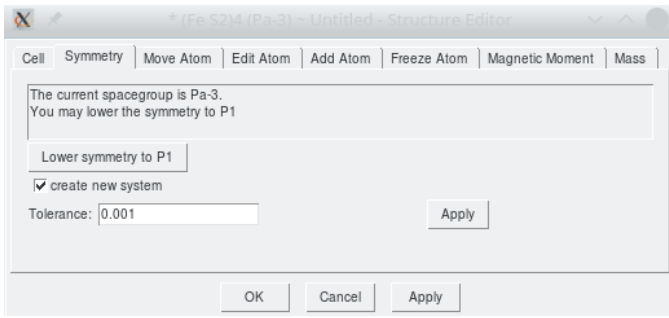 * (Fe S2)4 (Pa-3) ~ Untitled - Structure Editor
Cell Symmetry Move Atom Edit Atom Add Atom Freeze Atom Magnetic Moment Mass
The current spacegroup is Pa-3.
You may lower the symmetry to P1
Lower symmetry to P1
create new system
Tolerance: 0.001 Apply
OK Cancel Apply